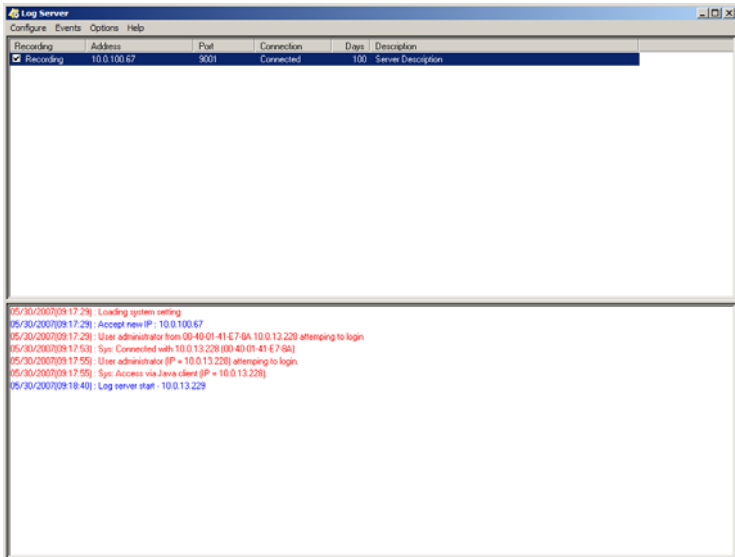 Log Server
Configure Events Options Help
Recording Address Port Connection Days Description
Recording 10.0.100.67 9001 Connected 100 Server Description
05/30/2007(09:17:29) : Loading system setting
05/30/2007(09:17:29) : Accept new IP : 10.0.100.67
05/30/2007(09:17:29) : User administrator from 00-40-01-41-E7-8A 10.0.13.228 attemping to login
05/30/2007(09:17:53) : Sys: Connected with 10.0.13.228 (00-40-01-41-E7-8A)
05/30/2007(09:17:55) : User administrator (IP = 10.0.13.228) attemping to login.
05/30/2007(09:17:55) : Sys: Access via Java client (IP = 10.0.13.228).
05/30/2007(09:18:40) : Log server start - 10.0.13.229